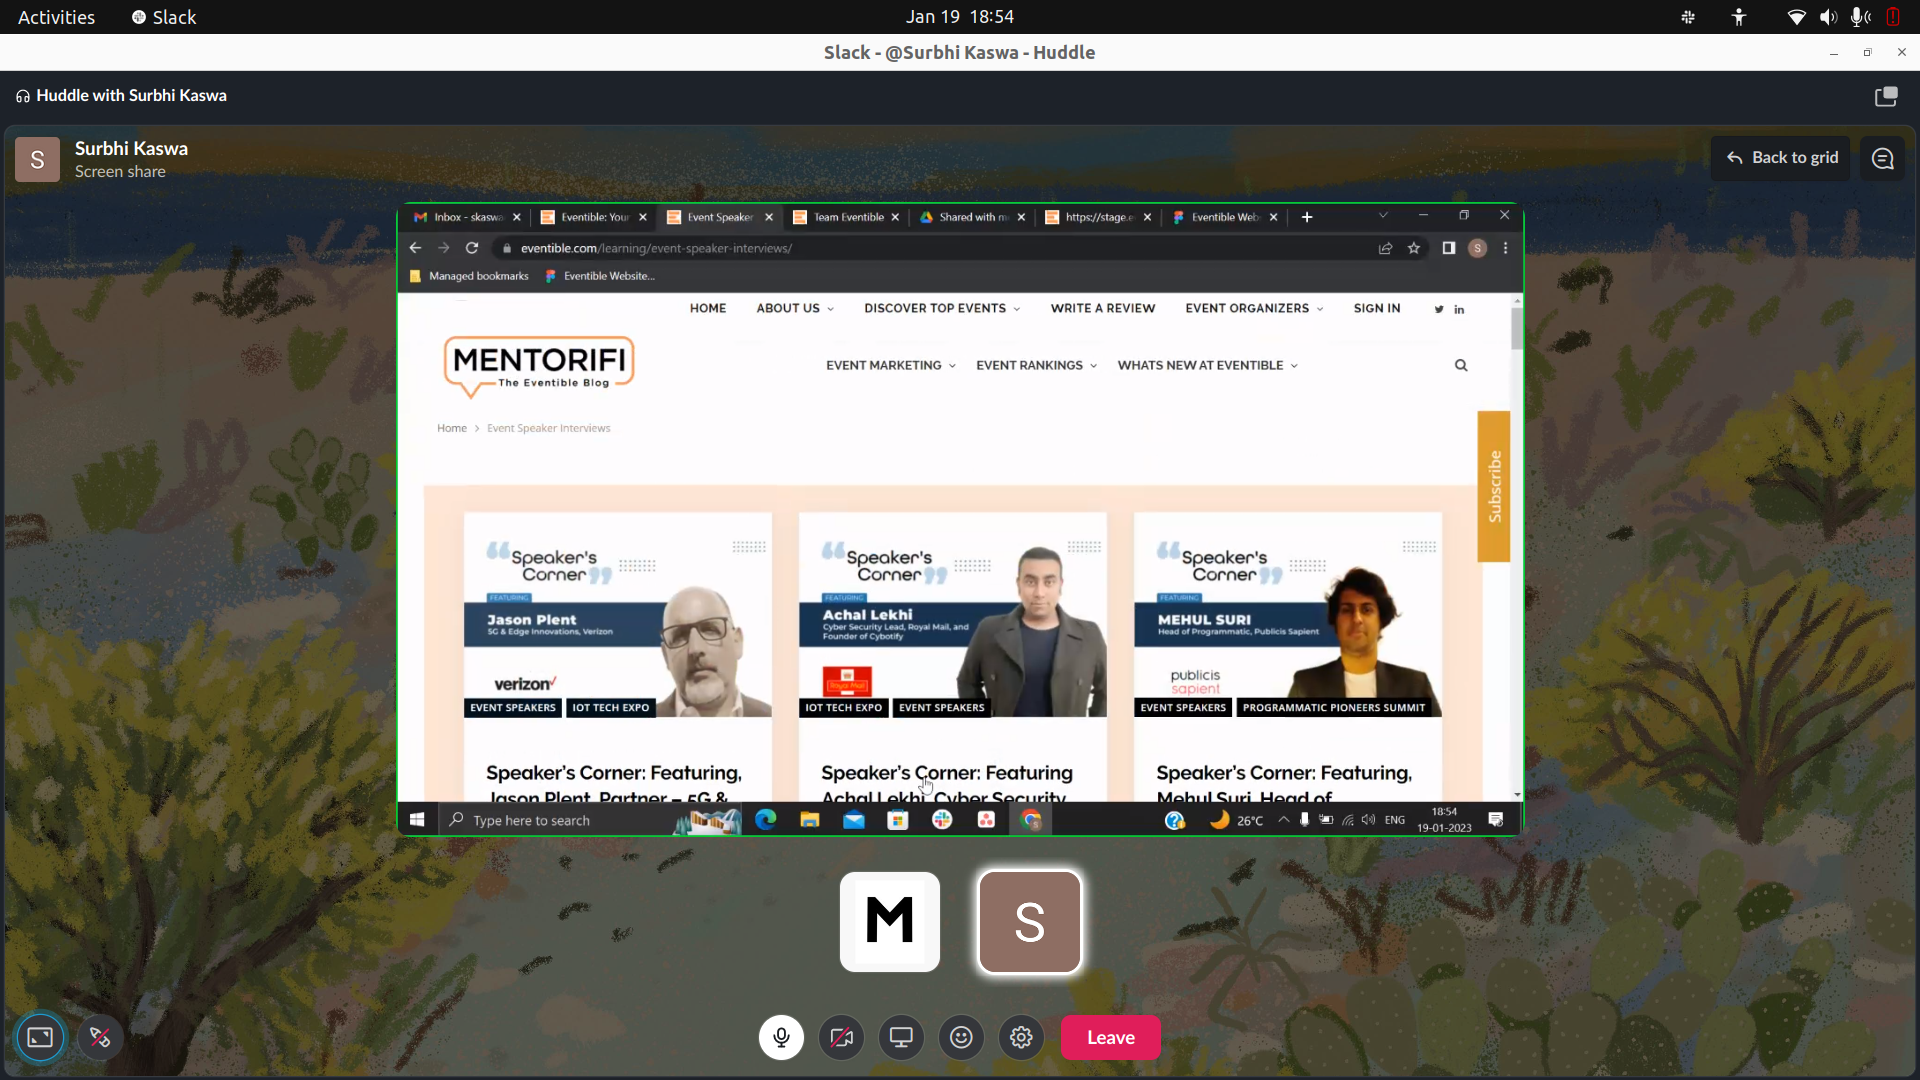 Activities
Slack
Jan 19 18:54
Slack - @Surbhi Kaswa - Huddle
Huddle with Surbhi Kaswa
S
Surbhi Kaswa
Screen share
Back to grid
Inbox - skaswa
Eventible: Your
Event Speaker
Team Eventible
Shared with m
https://stage.e
Eventible Web
eventible.com/learning/event-speaker-interviews/
S
Managed bookmarks
Eventible Website...
HOME
ABOUT US
DISCOVER TOP EVENTS
WRITE A REVIEW
EVENT ORGANIZERS
SIGN IN
in
MENTORIFI
The Eventible Blog
EVENT MARKETING
EVENT RANKINGS
WHATS NEW AT EVENTIBLE
Home > Event Speaker Interviews
Subscribe
Speaker's
Corner
FEATURING
Jason Plent
5G & Edge Innovations, Verizon
verizon
EVENT SPEAKERS
IOT TECH EXPO
Speaker's Corner: Featuring,
Jason Plent, Partner – 5G &
Speaker's
Corner
FEATURING
Achal Lekhi
Cyber Security Lead, Royal Mail, and
Founder of Cybotify
Royal Mail
IOT TECH EXPO
EVENT SPEAKERS
Speaker's Corner: Featuring
Achal Lekhi, Cyber Security
Speaker's
Corner
FEATURING
MEHUL SURI
Head of Programmatic, Publicis Sapient
publicis
sapient
EVENT SPEAKERS
PROGRAMMATIC PIONEERS SUMMIT
Speaker's Corner: Featuring,
Mehul Suri, Head of
Type here to search
26°C
ENG
18:54
19-01-2023
M
S
Leave